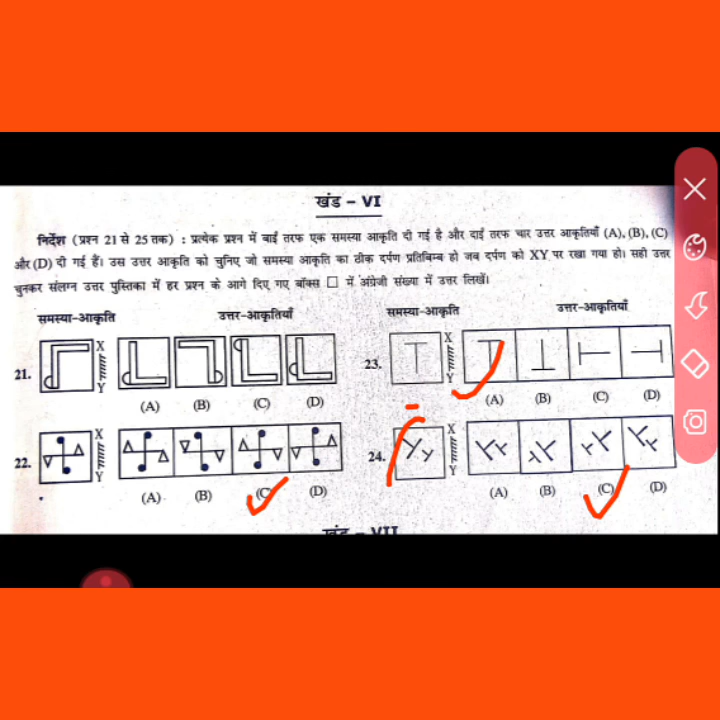 खंड – VI
निर्देश (प्रश्न 21 से 25 तक) : प्रत्येक प्रश्न में बाईं तरफ एक समस्या आकृति दी गई है और दाईं तरफ चार उत्तर आकृतियाँ (A), (B), (C)
और (D) दी गई हैं। उस उत्तर आकृति को चुनिए जो समस्या आकृति का ठीक दर्पण प्रतिबिम्ब हो जब दर्पण को XY पर रखा गया हो। सही उत्तर
चुनकर संलग्न उत्तर पुस्तिका में हर प्रश्न के आगे दिए गए बॉक्स में अंग्रेजी संख्या में उत्तर लिखें।
समस्या-आकृति उत्तर-आकृतियाँ
21. X Y
(A) (B) (C) (D)
22. X Y
(A) (B) (C) (D)
समस्या-आकृति उत्तर-आकृतियाँ
23. X Y
(A) (B) (C) (D)
24. X Y
(A) (B) (C) (D)
खंड – VII